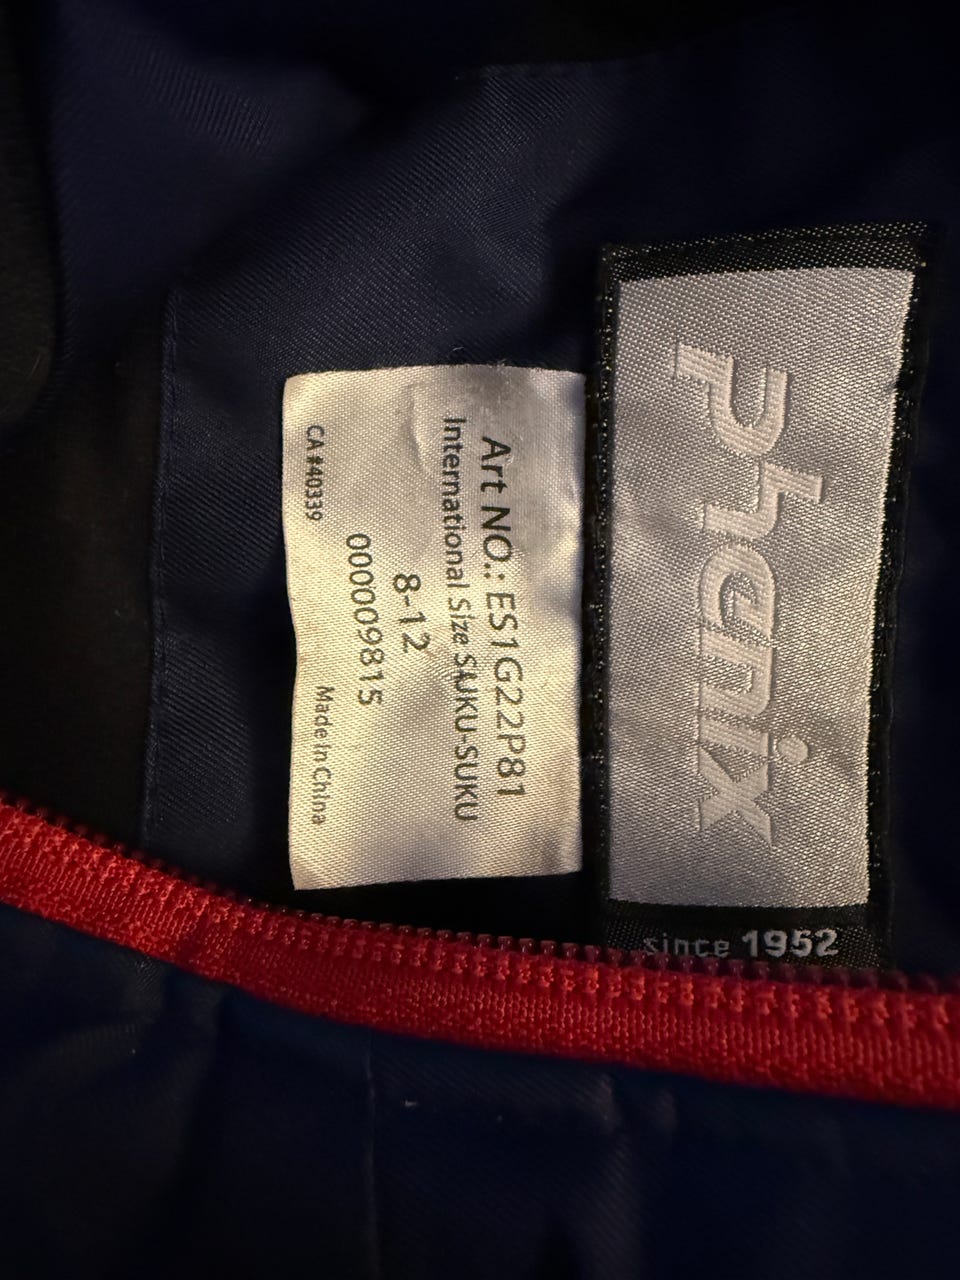 phenix
since 1952
Art NO.: ES1G22P81
International Size SUKU-SUKU
8-12
000009815
CA #40339
Made In China